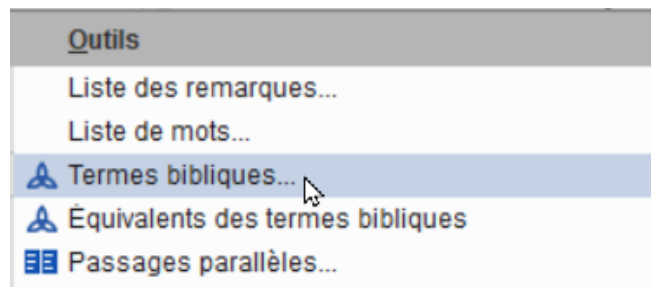 Outils
Liste des remarques...
Liste de mots...
Termes bibliques...
Équivalents des termes bibliques
Passages parallèles...